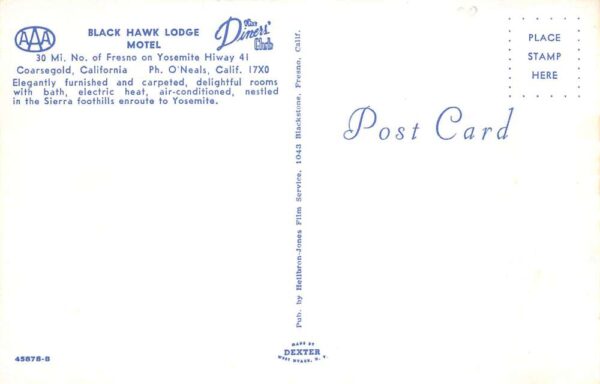 AAA
BLACK HAWK LODGE
MOTEL
The Diners' Club
30 Mi. No. of Fresno on Yosemite Hiway 41
Coarsegold, California Ph. O'Neals, Calif. 17X0
Elegantly furnished and carpeted, delightful rooms
with bath, electric heat, air-conditioned, nestled
in the Sierra foothills enroute to Yosemite.
PLACE
STAMP
HERE
Post Card
Pub. by Heilbron-Jones Film Service, 1043 Blackstone, Fresno, Calif.
MADE BY
DEXTER
WEST NYACK, N. Y.
45878-B